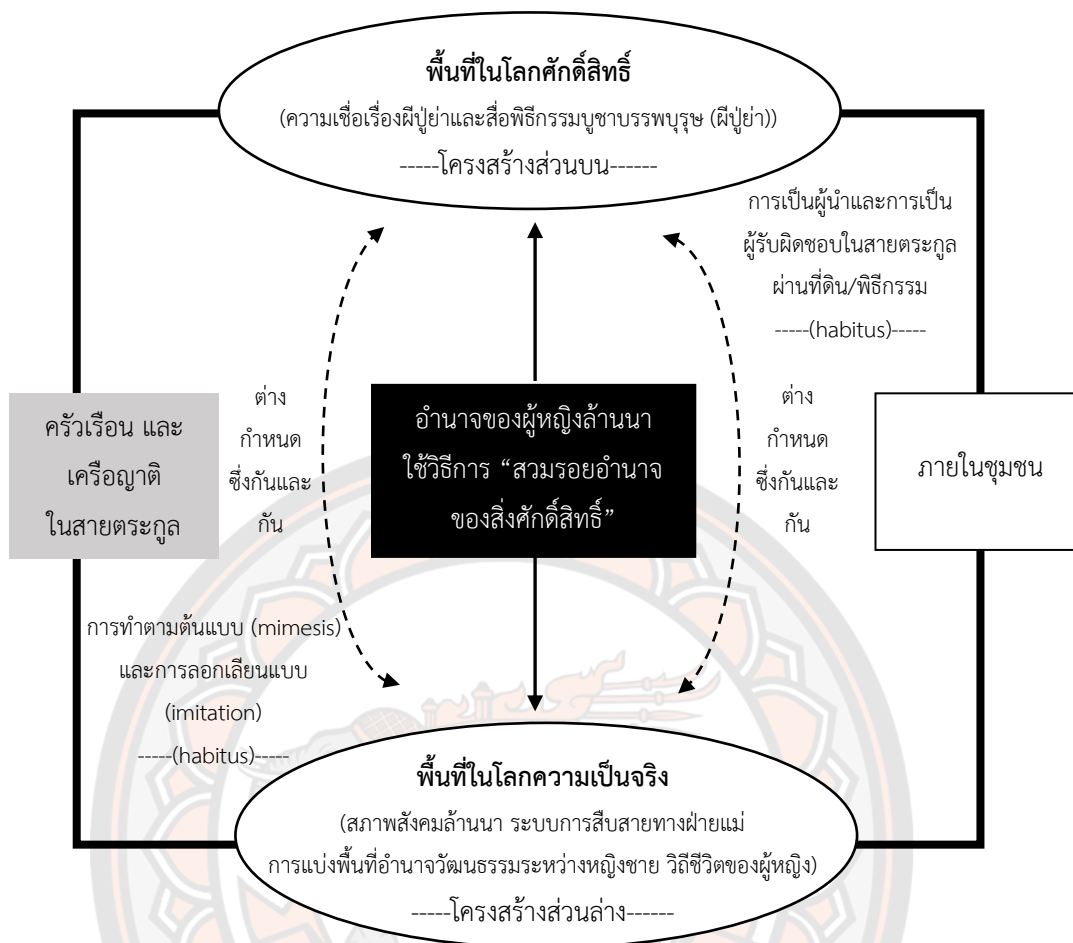 พื้นที่ในโลกศักดิ์สิทธิ์
(ความเชื่อเรื่องผีปู่ย่าและสื่อพิธีกรรมบูชาบรรพบุรุษ (ผีปู่ย่า))
-----โครงสร้างส่วนบน------
การเป็นผู้นำและการเป็น
ผู้รับผิดชอบในสายตระกูล
ผ่านที่ดิน/พิธีกรรม
-----(habitus)-----
ครัวเรือน และ
เครือญาติ
ในสายตระกูล
ต่าง
กำหนด
ซึ่งกันและ
กัน
อำนาจของผู้หญิงล้านนา
ใช้วิธีการ “สวมรอยอำนาจ
ของสิ่งศักดิ์สิทธิ์”
ต่าง
กำหนด
ซึ่งกันและ
กัน
ภายในชุมชน
การทำตามต้นแบบ (mimesis)
และการลอกเลียนแบบ
(imitation)
-----(habitus)-----
พื้นที่ในโลกความเป็นจริง
(สภาพสังคมล้านนา ระบบการสืบสายทางฝ่ายแม่
การแบ่งพื้นที่อำนาจวัฒนธรรมระหว่างหญิงชาย วิถีชีวิตของผู้หญิง)
-----โครงสร้างส่วนล่าง------